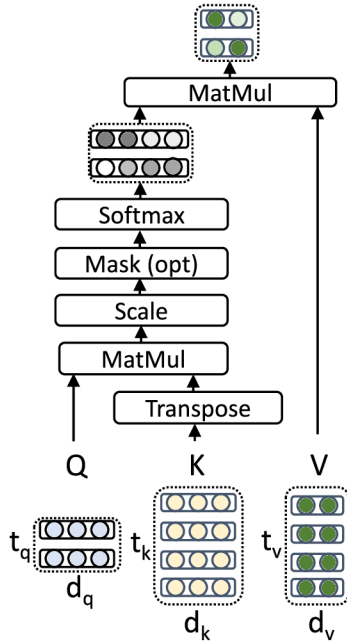 MatMul
Softmax
Mask (opt)
Scale
MatMul
Transpose
Q K V
t_q d_q
t_k d_k
t_v d_v